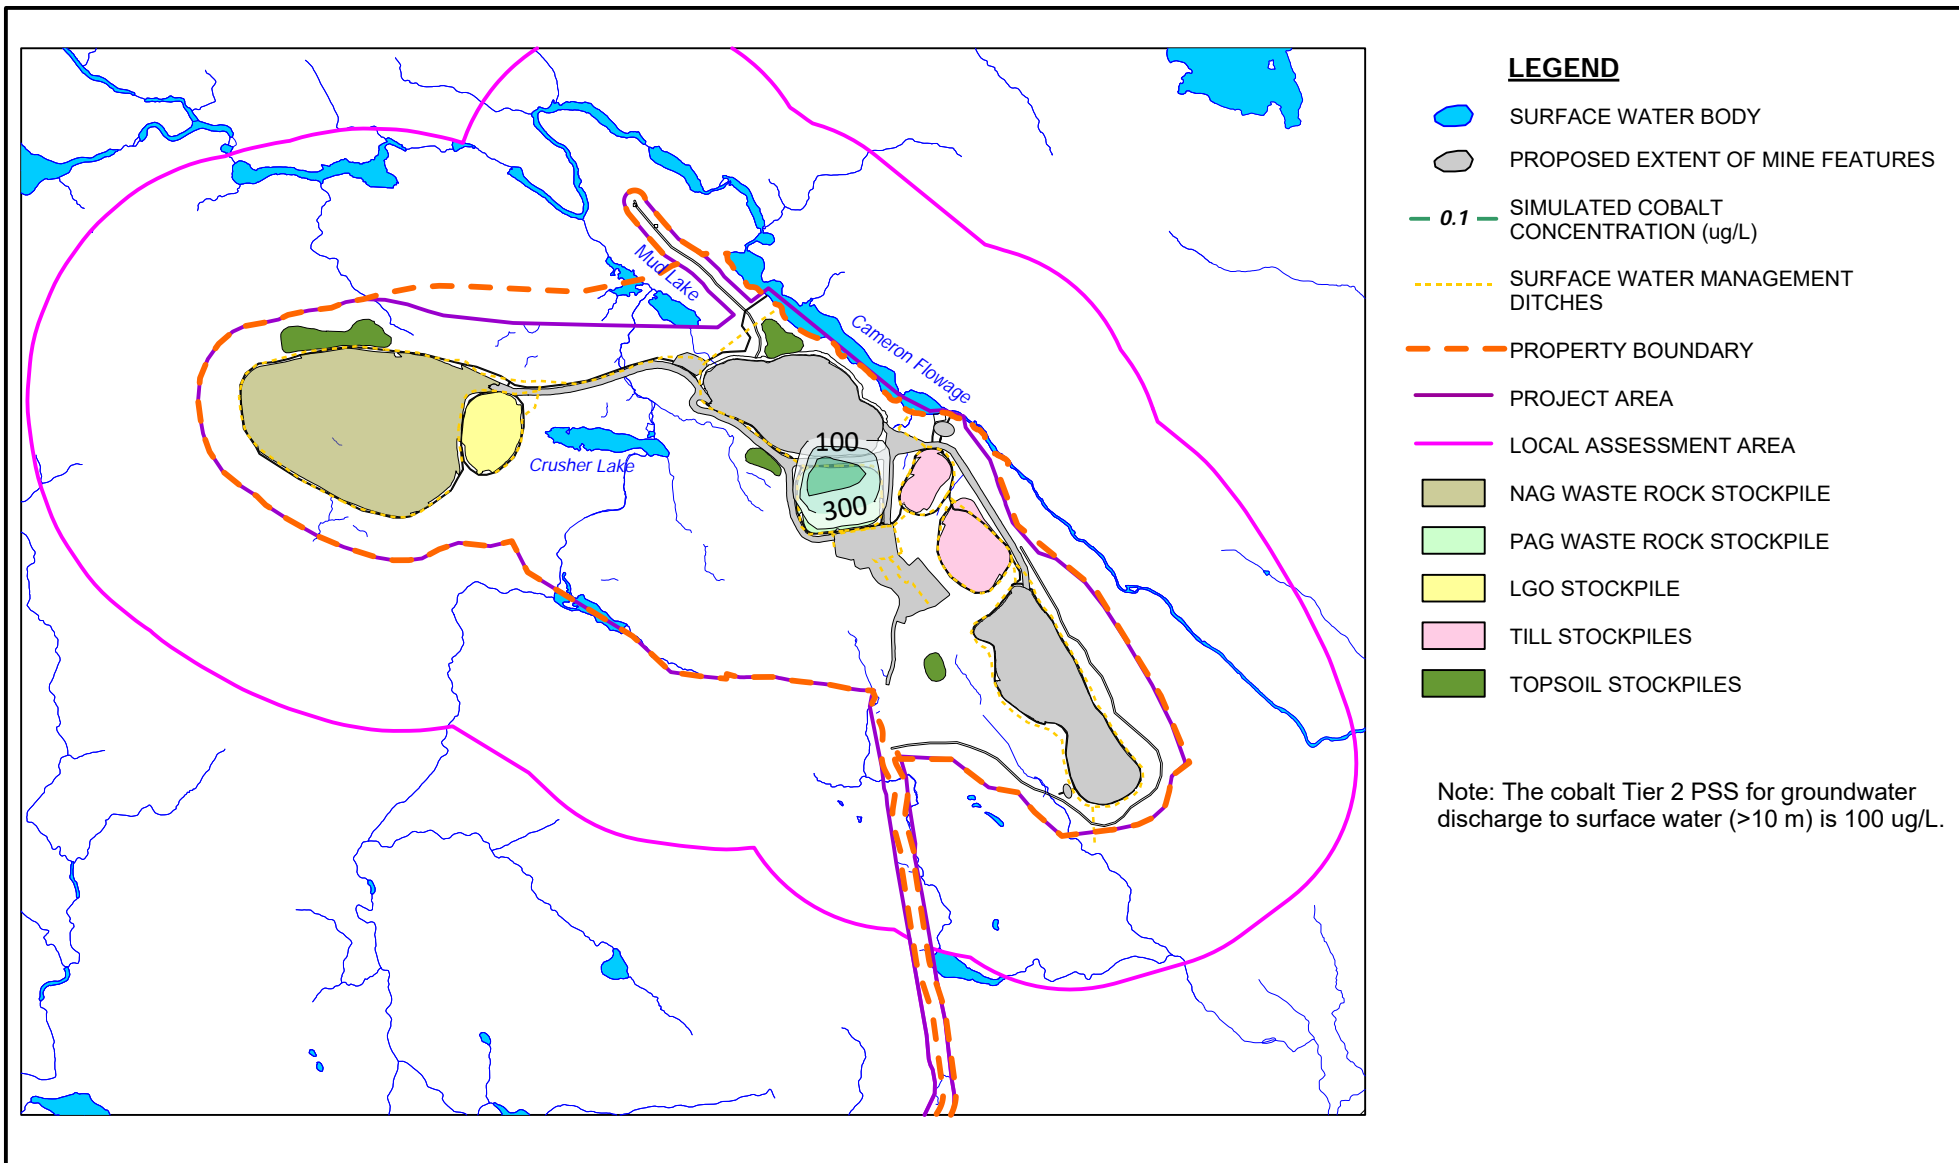 LEGEND
SURFACE WATER BODY
PROPOSED EXTENT OF MINE FEATURES
0.1
SIMULATED COBALT
CONCENTRATION (ug/L)
SURFACE WATER MANAGEMENT
DITCHES
PROPERTY BOUNDARY
PROJECT AREA
LOCAL ASSESSMENT AREA
NAG WASTE ROCK STOCKPILE
PAG WASTE ROCK STOCKPILE
LGO STOCKPILE
TILL STOCKPILES
TOPSOIL STOCKPILES
Note: The cobalt Tier 2 PSS for groundwater
discharge to surface water (>10 m) is 100 ug/L.
Mud Lake
Cameron Flowage
Crusher Lake
100
300